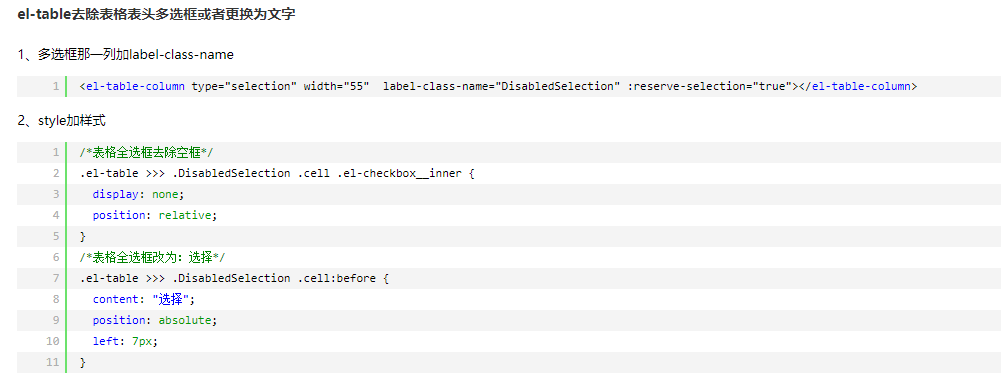 el-table去除表格表头多选框或者更换为文字
1、多选框那一列加label-class-name
1 <el-table-column type="selection" width="55"  label-class-name="DisabledSelection" :reserve-selection="true"></el-table-column>
2、style加样式
1 /*表格全选框去除空框*/
2 .el-table >>> .DisabledSelection .cell .el-checkbox__inner {
3   display: none;
4   position: relative;
5 }
6 /*表格全选框改为：选择*/
7 .el-table >>> .DisabledSelection .cell:before {
8   content: "选择";
9   position: absolute;
10   left: 7px;
11 }